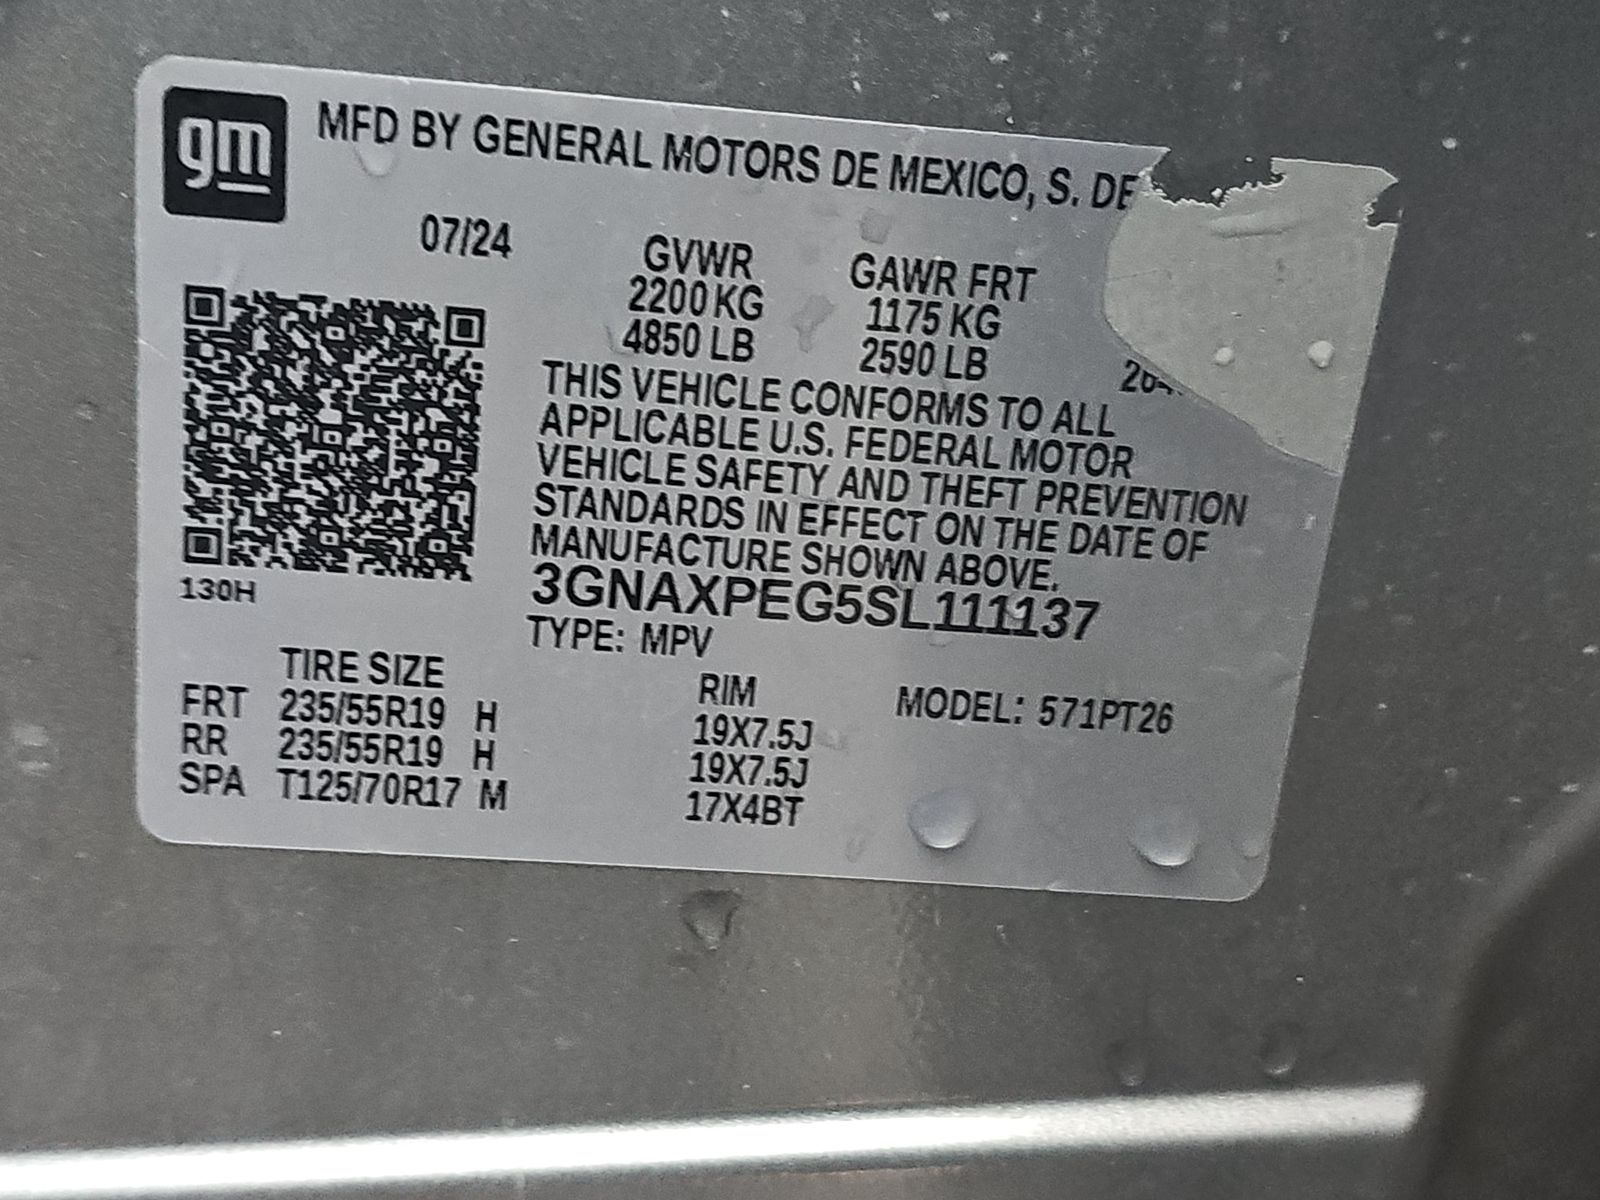 gm
MFD BY GENERAL MOTORS DE MEXICO, S. DE
07/24
GVWR GAWR FRT
2200 KG 1175 KG
4850 LB 2590 LB
THIS VEHICLE CONFORMS TO ALL
APPLICABLE U.S. FEDERAL MOTOR
VEHICLE SAFETY AND THEFT PREVENTION
STANDARDS IN EFFECT ON THE DATE OF
MANUFACTURE SHOWN ABOVE.
130H
3GNAXPEG5SL111137
TYPE: MPV
TIRE SIZE RIM MODEL: 571PT26
FRT 235/55R19 H 19X7.5J
RR 235/55R19 H 19X7.5J
SPA T125/70R17 M 17X4BT